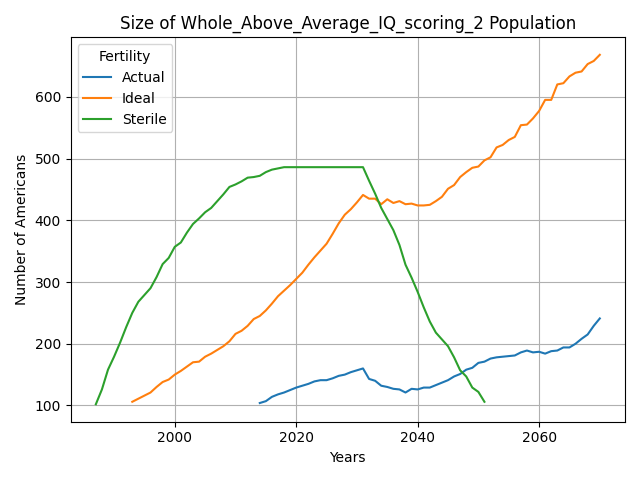 Size of Whole_Above_Average_IQ_scoring_2 Population
Fertility
Actual
Ideal
Sterile
Number of Americans
600
500
400
300
200
100
2000
2020
2040
2060
Years